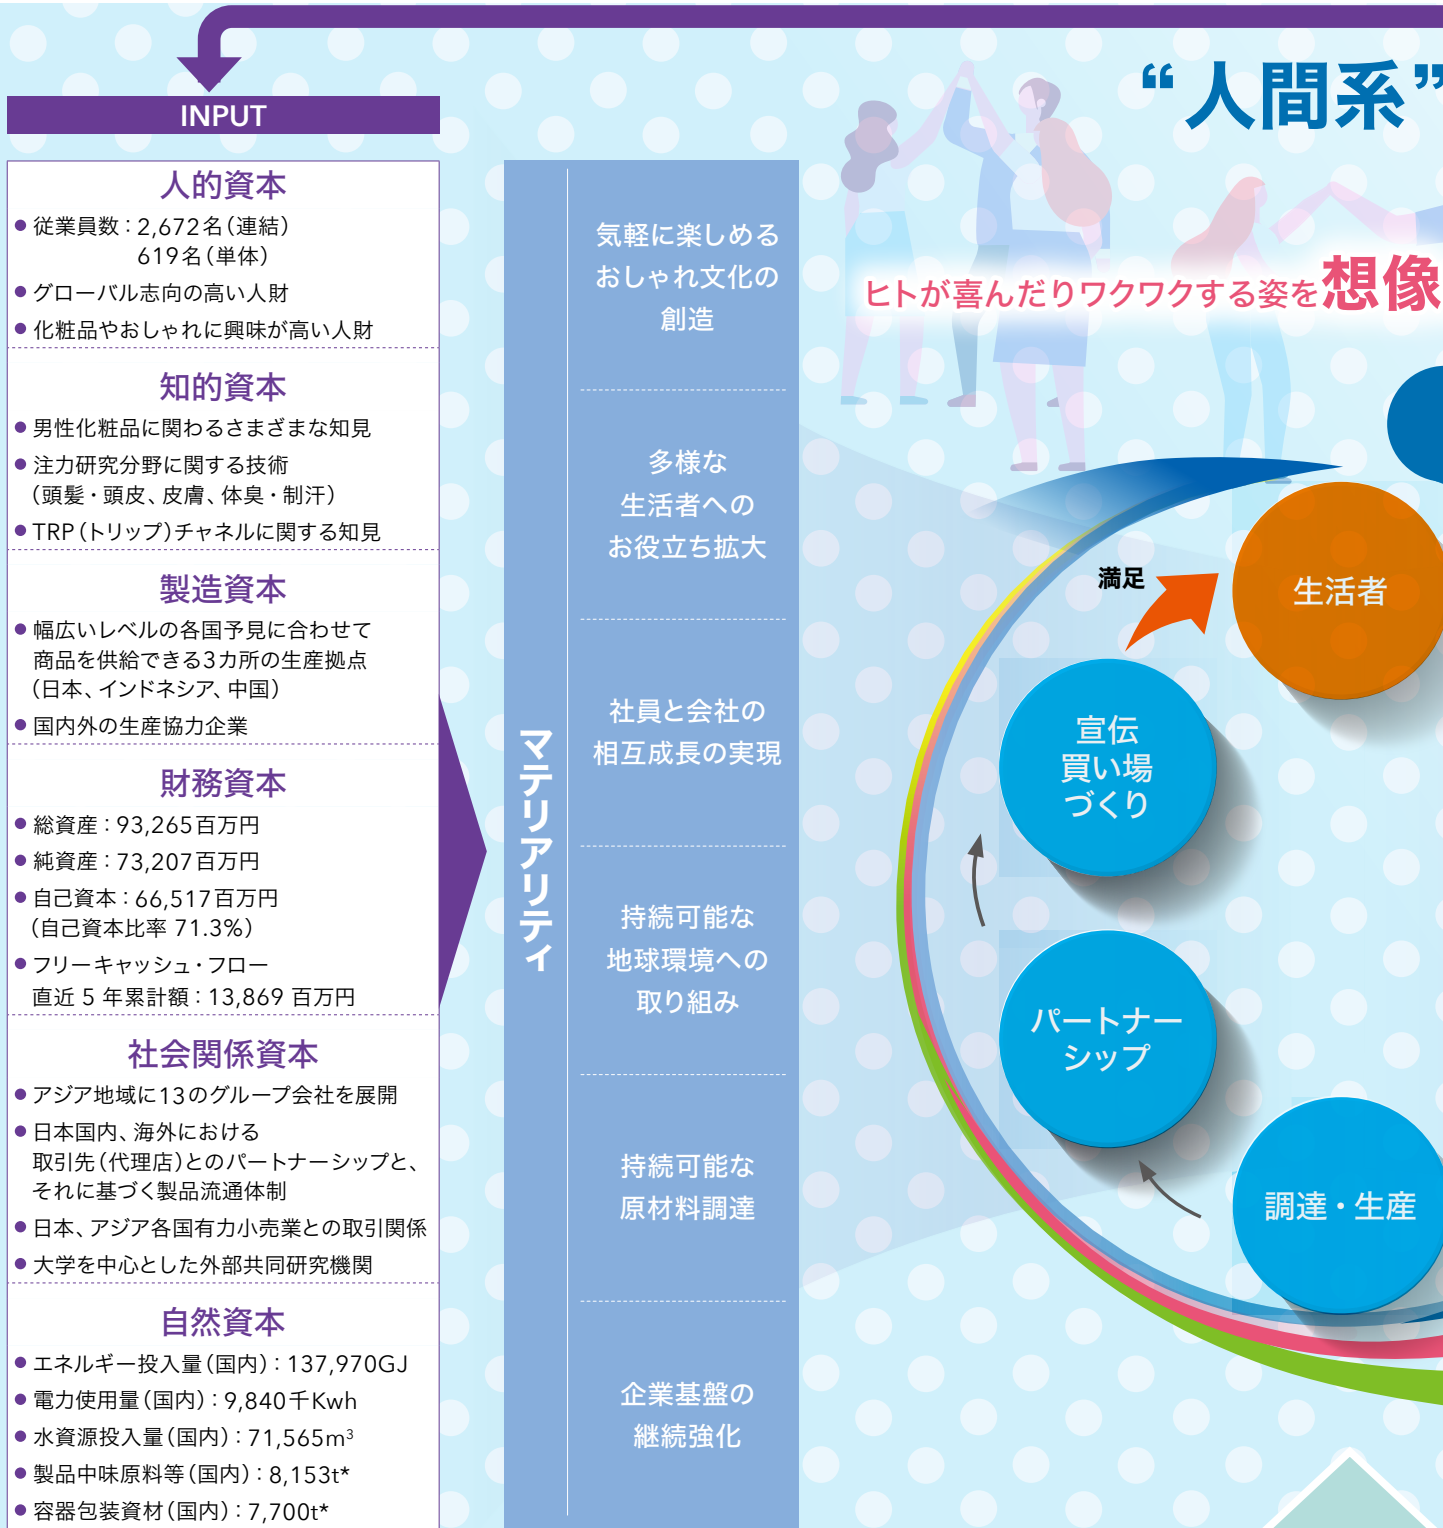 INPUT
人的資本
●従業員数：2,672名（連結）
619名（単体）
●グローバル志向の高い人財
●化粧品やおしゃれに興味が高い人財
知的資本
●男性化粧品に関わるさまざまな知見
●注力研究分野に関する技術
（頭髪・頭皮、皮膚、体臭・制汗）
●TRP（トリップ）チャネルに関する知見
製造資本
●幅広いレベルの各国予見に合わせて
商品を供給できる3カ所の生産拠点
（日本、インドネシア、中国）
●国内外の生産協力企業
財務資本
●総資産：93,265百万円
●純資産：73,207百万円
●自己資本：66,517百万円
（自己資本比率 71.3%）
●フリーキャッシュ・フロー
直近 5 年累計額：13,869 百万円
社会関係資本
●アジア地域に13のグループ会社を展開
●日本国内、海外における
取引先（代理店）とのパートナーシップと、
それに基づく製品流通体制
●日本、アジア各国有力小売業との取引関係
●大学を中心とした外部共同研究機関
自然資本
●エネルギー投入量（国内）：137,970GJ
●電力使用量（国内）：9,840千Kwh
●水資源投入量（国内）：71,565m³
●製品中味原料等（国内）：8,153t*
●容器包装資材（国内）：7,700t*
マテリアリティ
気軽に楽しめる
おしゃれ文化の
創造
多様な
生活者への
お役立ち拡大
社員と会社の
相互成長の実現
持続可能な
地球環境への
取り組み
持続可能な
原材料調達
企業基盤の
継続強化
“人間系”
ヒトが喜んだりワクワクする姿を想像
満足
生活者
宣伝
買い場
づくり
パートナー
シップ
調達・生産